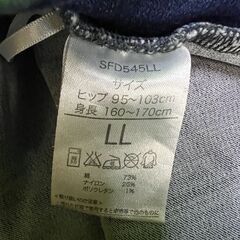 SFD545LL
サイズ
ヒップ 95~103cm
身長 160~170cm
LL
綿 73%
ナイロン 26%
ポリウレタン 1%